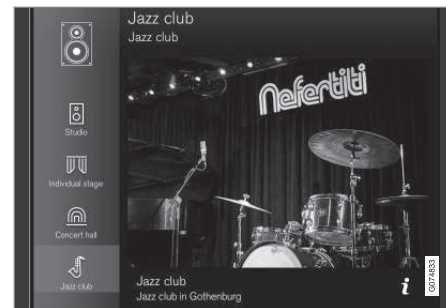 Jazz club
Jazz club
Nefertiti
Studio
Individual stage
Concert hall
Jazz club
Jazz club
Jazz club in Gothenburg
i
G074833